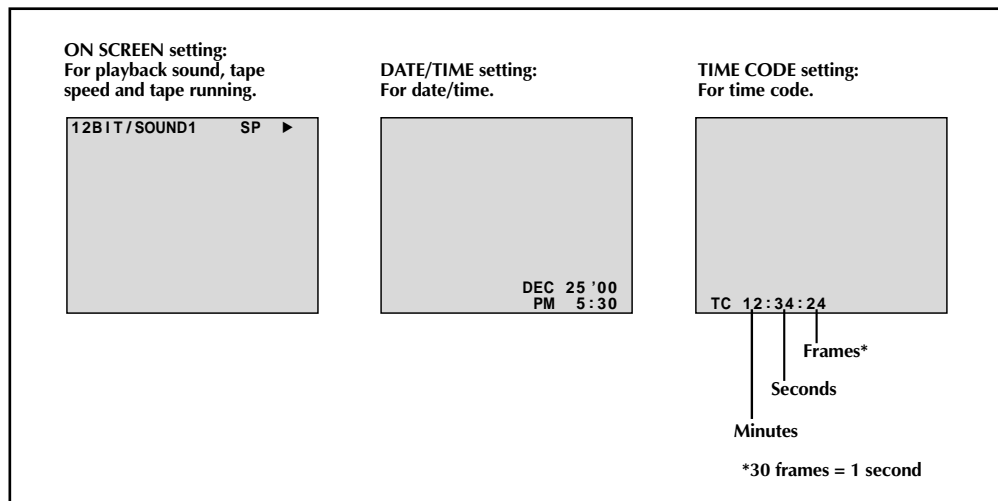 ON SCREEN setting:
For playback sound, tape
speed and tape running.
12BIT/SOUND1 SP ▶
DATE/TIME setting:
For date/time.
DEC 25 ’00
PM 5:30
TIME CODE setting:
For time code.
TC 12:34:24
Frames*
Seconds
Minutes
*30 frames = 1 second